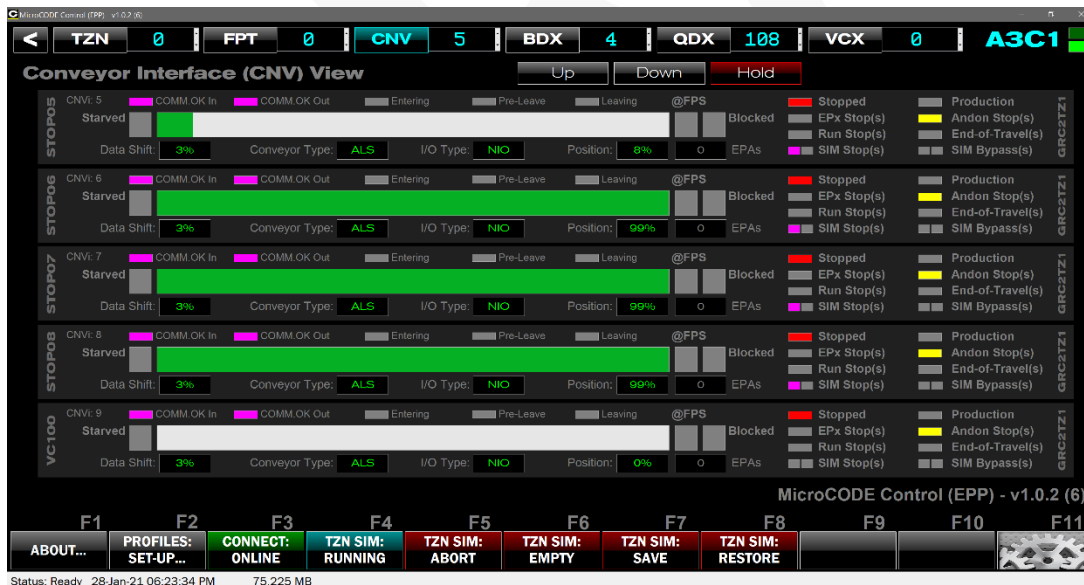 MicroCODE Control (EPP) - v1.0.2 (6)
< TZN 0 FPT 0 CNV 5 BDX 4 QDX 108 VCX 0 A3C1
Conveyor Interface (CNV) View Up Down Hold
STOP05 CNVi: 5 COMM.OK In COMM.OK Out Entering Pre-Leave Leaving @FPS Stopped Production GRC2TZ1
Starved Blocked EPx Stop(s) Andon Stop(s)
Run Stop(s) End-of-Travel(s)
Data Shift: 3% Conveyor Type: ALS I/O Type: NIO Position: 8% 0 EPAs SIM Stop(s) SIM Bypass(s)
STOP06 CNVi: 6 COMM.OK In COMM.OK Out Entering Pre-Leave Leaving @FPS Stopped Production GRC2TZ1
Starved Blocked EPx Stop(s) Andon Stop(s)
Run Stop(s) End-of-Travel(s)
Data Shift: 3% Conveyor Type: ALS I/O Type: NIO Position: 99% 0 EPAs SIM Stop(s) SIM Bypass(s)
STOP07 CNVi: 7 COMM.OK In COMM.OK Out Entering Pre-Leave Leaving @FPS Stopped Production GRC2TZ1
Starved Blocked EPx Stop(s) Andon Stop(s)
Run Stop(s) End-of-Travel(s)
Data Shift: 3% Conveyor Type: ALS I/O Type: NIO Position: 99% 0 EPAs SIM Stop(s) SIM Bypass(s)
STOP08 CNVi: 8 COMM.OK In COMM.OK Out Entering Pre-Leave Leaving @FPS Stopped Production GRC2TZ1
Starved Blocked EPx Stop(s) Andon Stop(s)
Run Stop(s) End-of-Travel(s)
Data Shift: 3% Conveyor Type: ALS I/O Type: NIO Position: 99% 0 EPAs SIM Stop(s) SIM Bypass(s)
VC100 CNVi: 9 COMM.OK In COMM.OK Out Entering Pre-Leave Leaving @FPS Stopped Production GRC2TZ1
Starved Blocked EPx Stop(s) Andon Stop(s)
Run Stop(s) End-of-Travel(s)
Data Shift: 3% Conveyor Type: ALS I/O Type: NIO Position: 0% 0 EPAs SIM Stop(s) SIM Bypass(s)
MicroCODE Control (EPP) - v1.0.2 (6)
F1 F2 F3 F4 F5 F6 F7 F8 F9 F10 F11
ABOUT... PROFILES: CONNECT: TZN SIM: TZN SIM: TZN SIM: TZN SIM: TZN SIM:
SET-UP... ONLINE RUNNING ABORT EMPTY SAVE RESTORE
Status: Ready 28-Jan-21 06:23:34 PM 75.225 MB